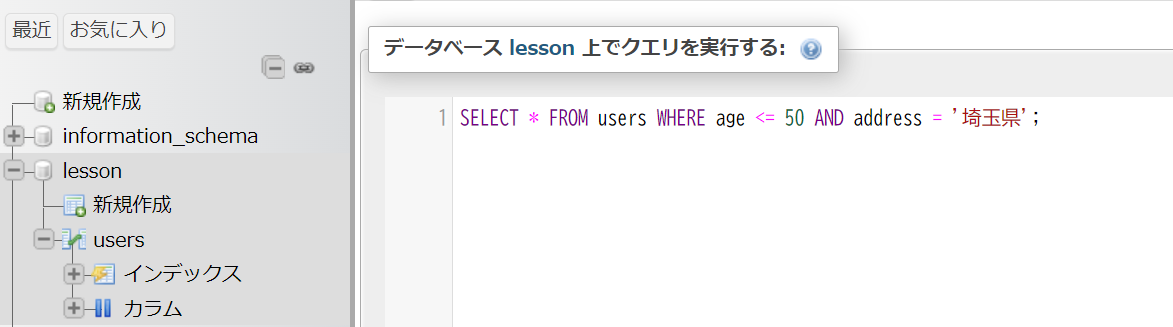 最近 お気に入り
新規作成
information_schema
lesson
新規作成
users
インデックス
カラム
データベース lesson 上でクエリを実行する:
1 SELECT * FROM users WHERE age <= 50 AND address = '埼玉県';